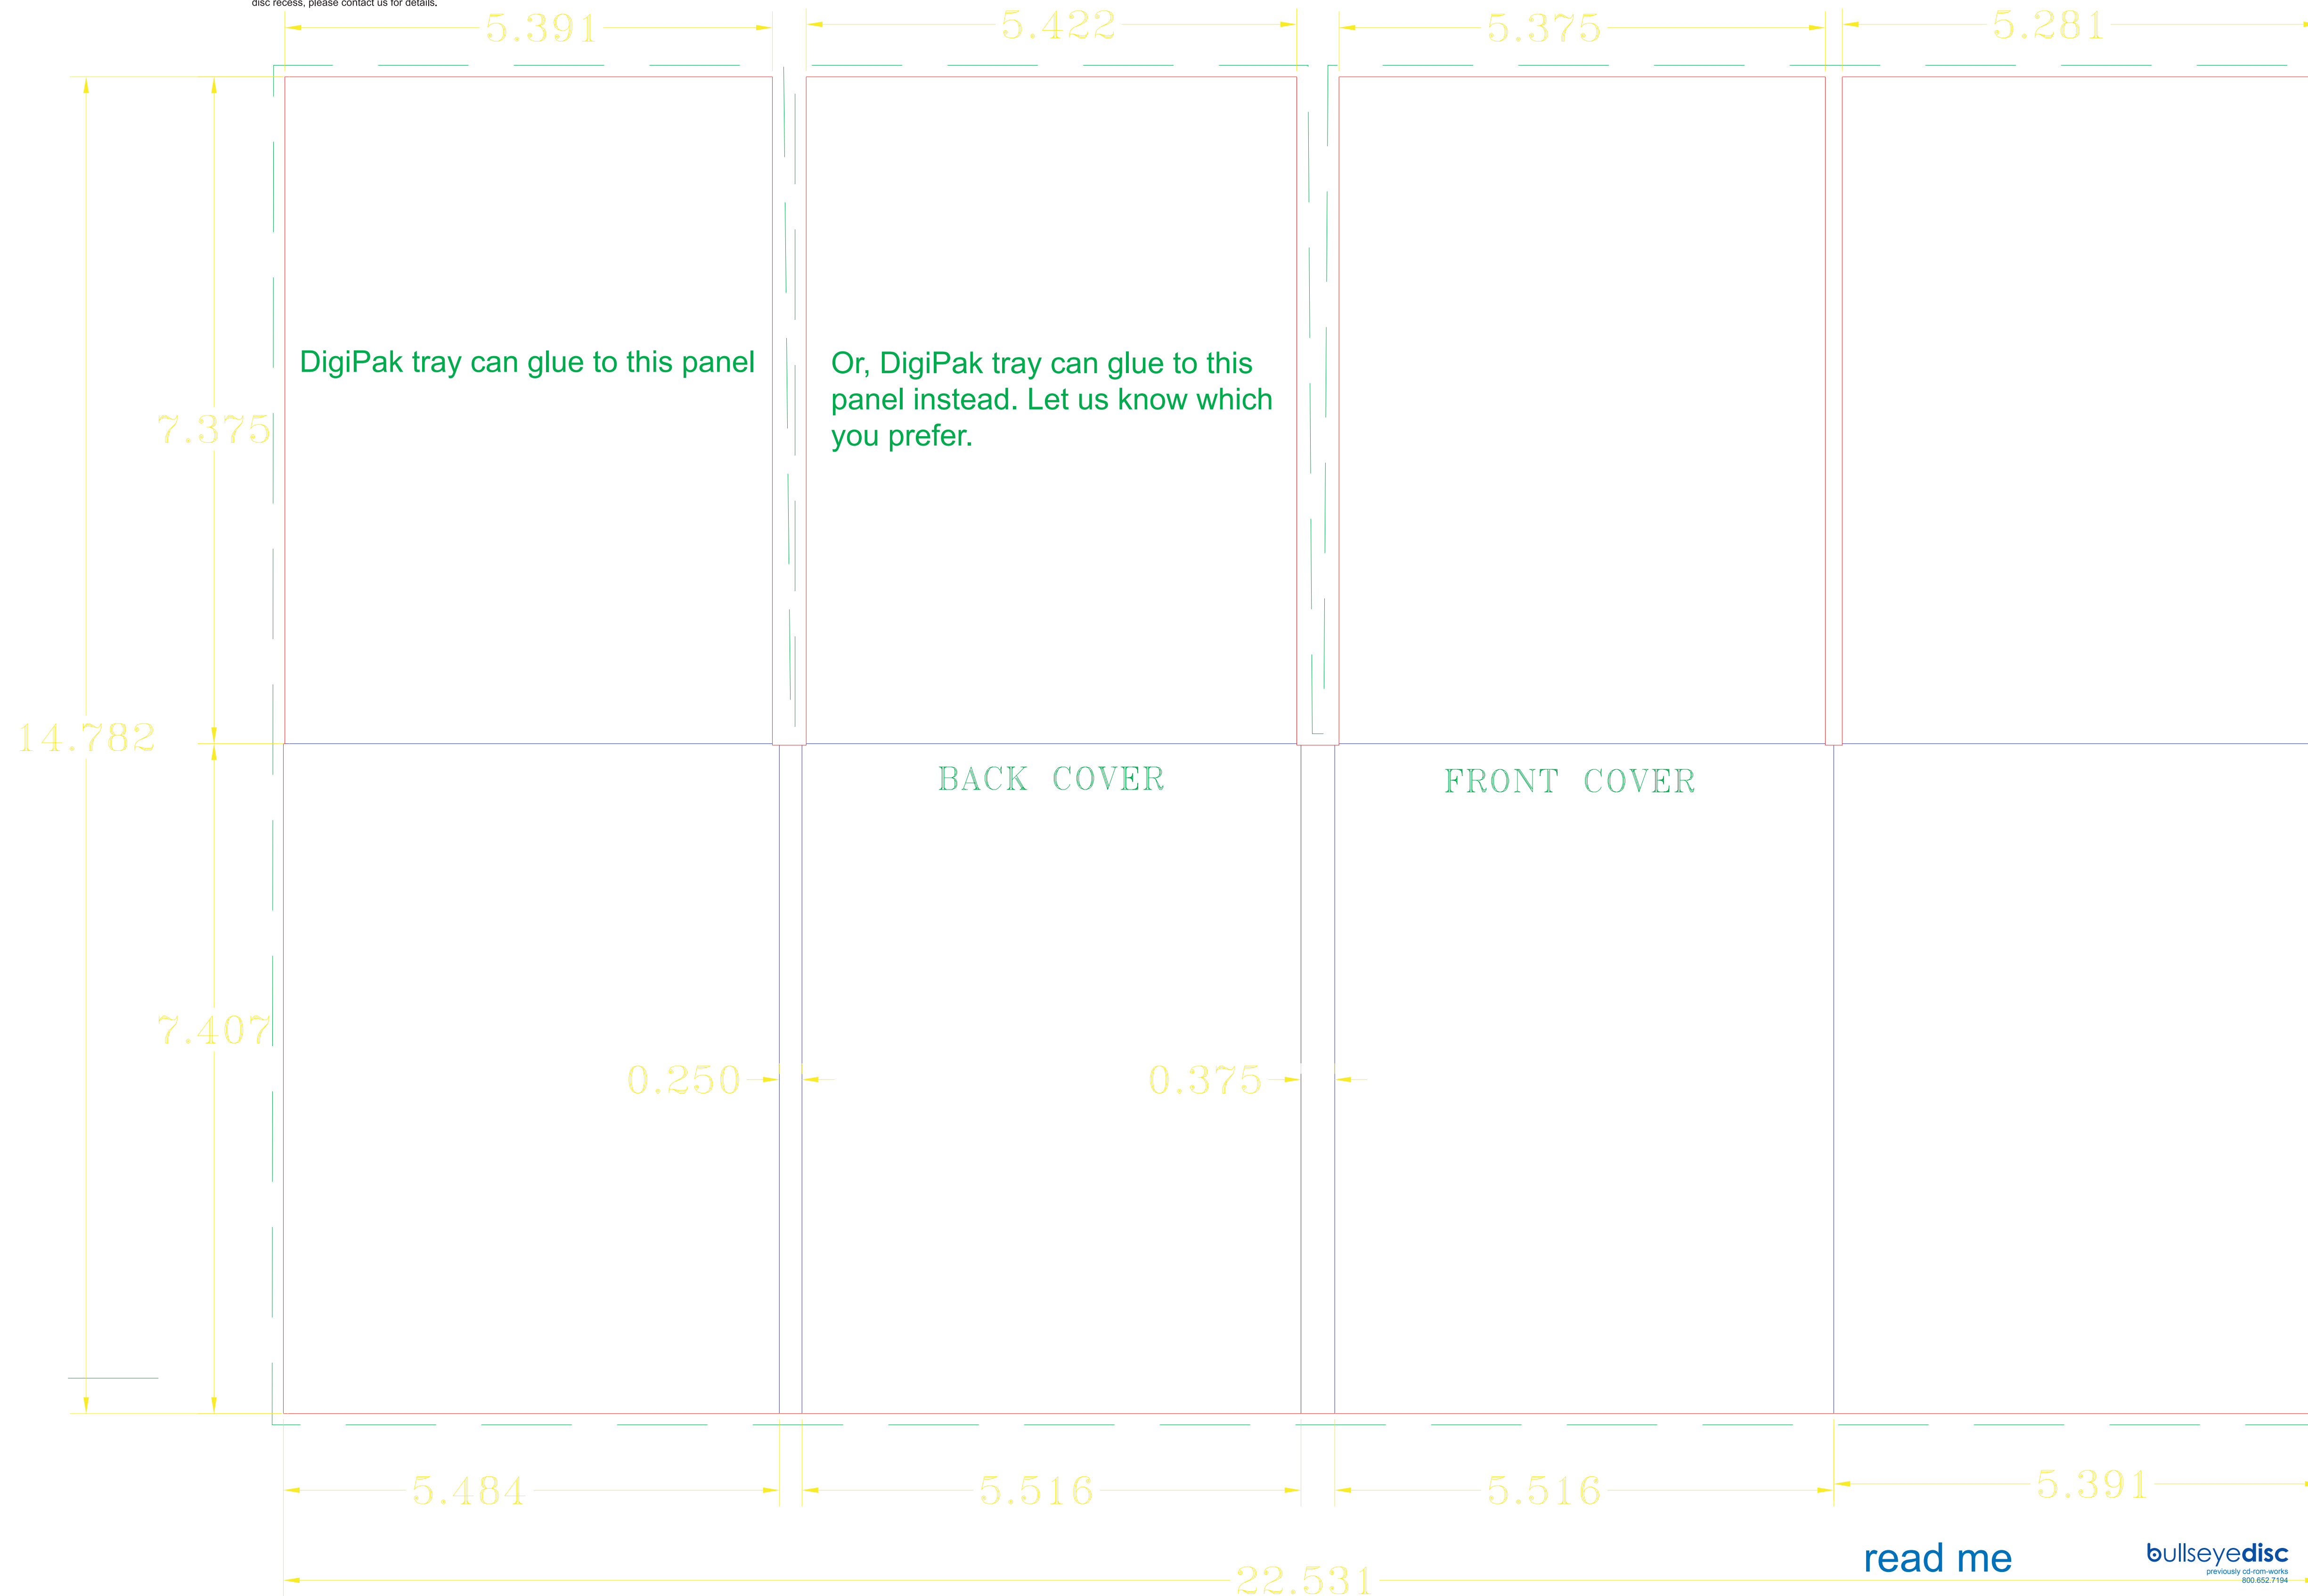 disc recess, please contact us for details.
5.391
5.422
5.375
5.281
DigiPak tray can glue to this panel
Or, DigiPak tray can glue to this
panel instead. Let us know which
you prefer.
7.375
14.782
BACK COVER
FRONT COVER
7.407
0.250
0.375
5.484
5.516
5.516
5.391
22.531
read me
bullseyedisc
previously cd-rom-works
800.652.7194